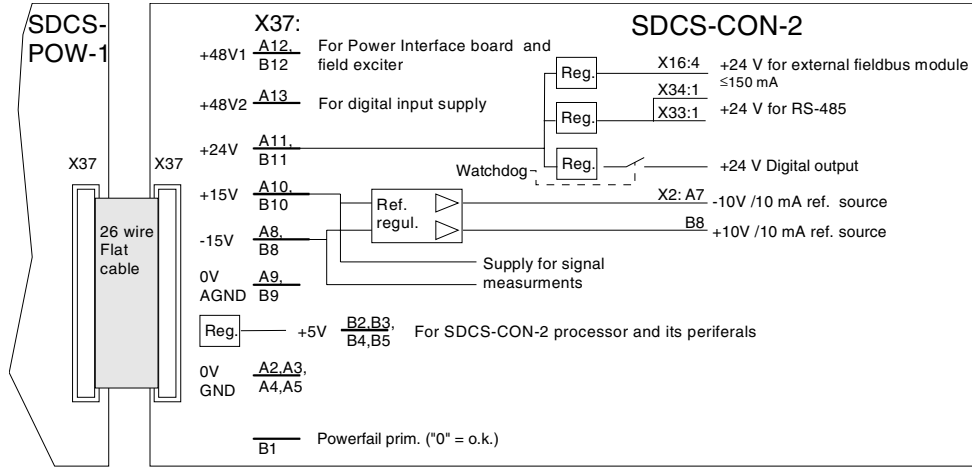 SDCS-
POW-1
X37:
SDCS-CON-2
+48V1
A12,
B12
For Power Interface board and
field exciter
+48V2
A13
For digital input supply
+24V
A11,
B11
+15V
A10,
B10
-15V
A8,
B8
0V
AGND
A9,
B9
Reg.
+5V
B2,B3,
B4,B5
For SDCS-CON-2 processor and its periferals
0V
GND
A2,A3,
A4,A5
B1
Powerfail prim. ("0" = o.k.)
X37
X37
26 wire
Flat
cable
Reg.
X16:4
+24 V for external fieldbus module
≤150 mA
Reg.
X34:1
X33:1
+24 V for RS-485
Watchdog
Reg.
+24 V Digital output
Ref.
regul.
X2: A7
-10V /10 mA ref. source
B8
+10V /10 mA ref. source
Supply for signal
measurments